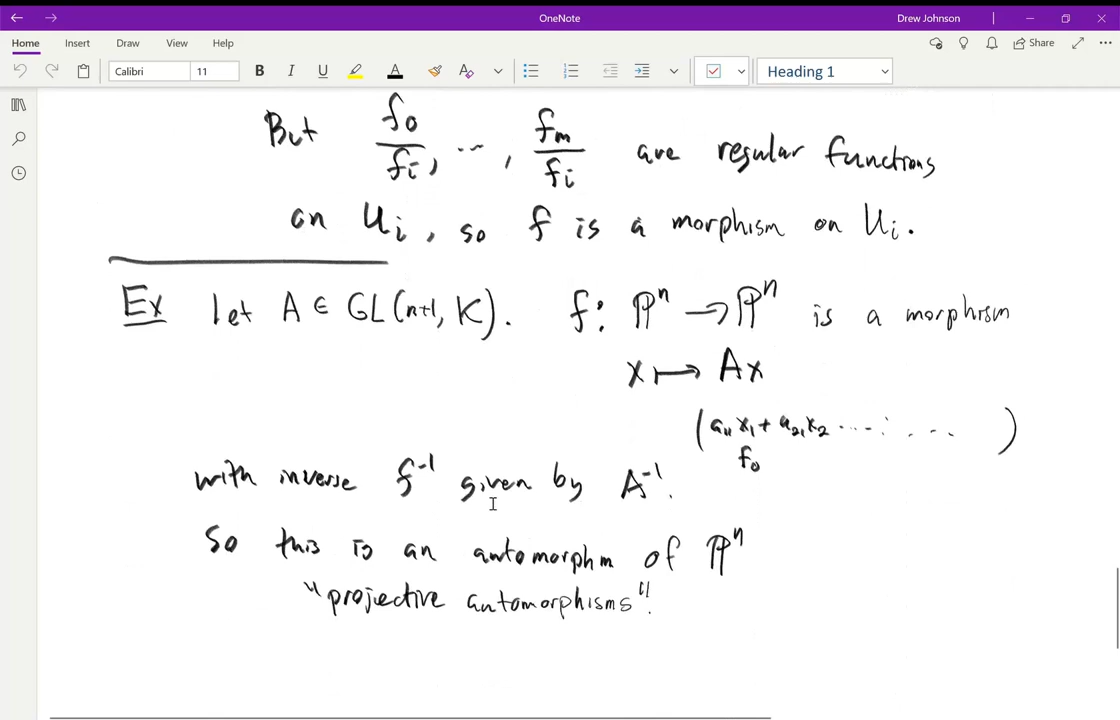 OneNote
Drew Johnson
Home Insert Draw View Help
Share
Calibri 11 B I U A Heading 1
But f₀/fᵢ, ..., fₘ/fᵢ are regular functions
on Uᵢ, so f is a morphism on Uᵢ.
Ex let A ∈ GL(n+1, K). f: ℙⁿ → ℙⁿ is a morphism
x ↦ Ax
(a₁₁x₁ + a₂₁x₂ ....: ... )
f₀
with inverse f⁻¹ given by A⁻¹.
So this is an automorphm of ℙⁿ
"projective automorphisms".